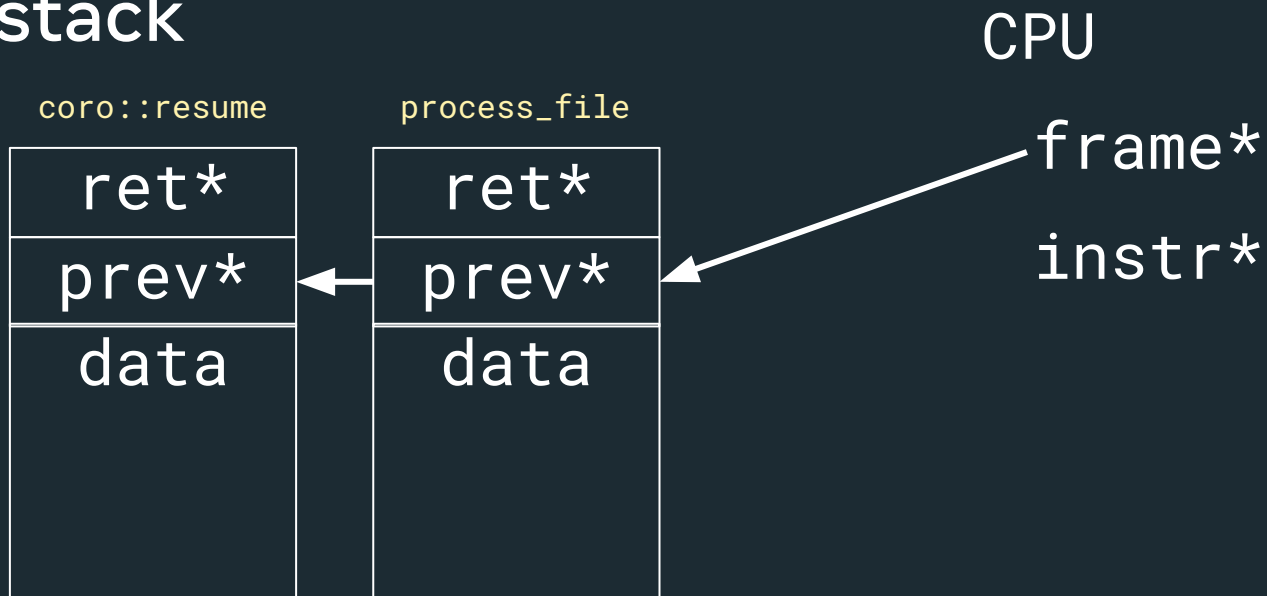 stack
CPU
coro::resume
process_file
frame*
ret*
ret*
instr*
prev*
prev*
data
data